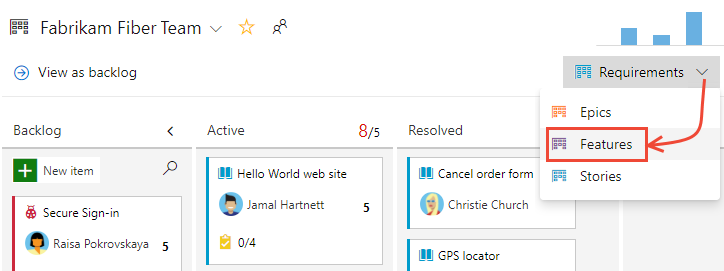 Fabrikam Fiber Team
View as backlog
Requirements
Epics
Features
Stories
Backlog
Active 8/5
Resolved
New item
Hello World web site
Jamal Hartnett 5
0/4
Cancel order form
Christie Church
Secure Sign-in
Raisa Pokrovskaya 5
GPS locator